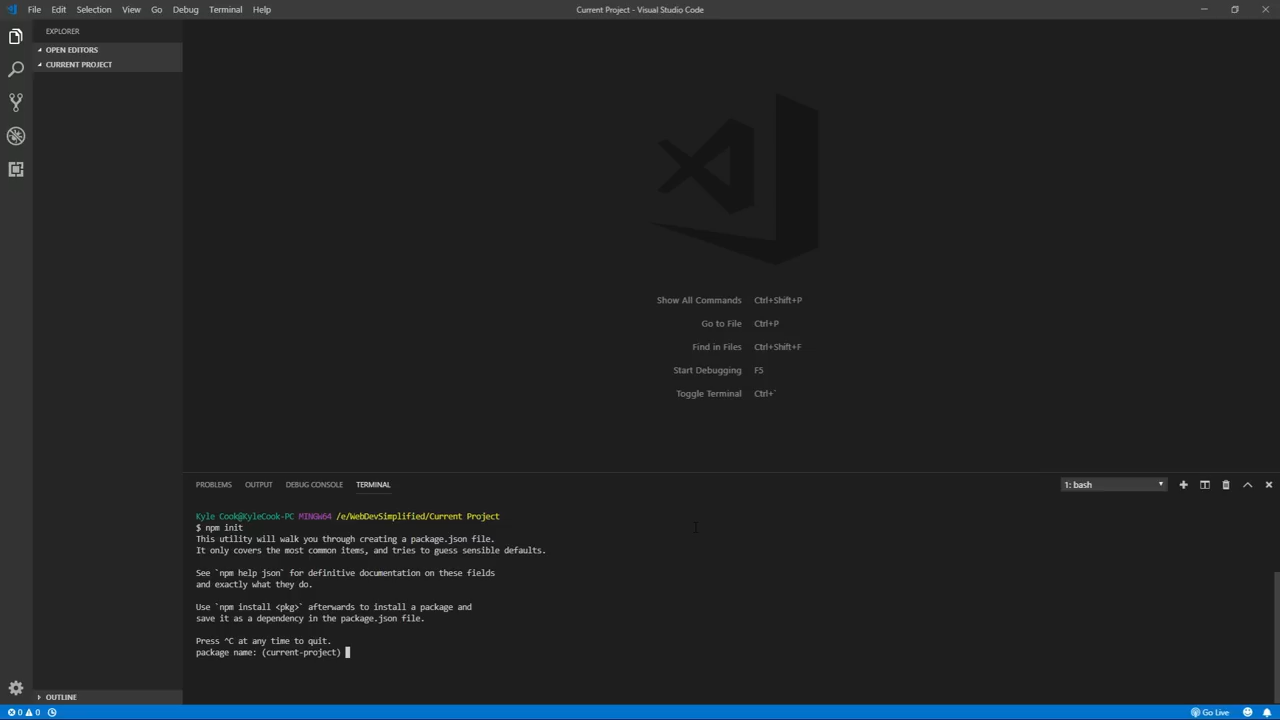 File Edit Selection View Go Debug Terminal Help
Current Project - Visual Studio Code
EXPLORER
OPEN EDITORS
CURRENT PROJECT
Show All Commands Ctrl+Shift+P
Go to File Ctrl+P
Find in Files Ctrl+Shift+F
Start Debugging F5
Toggle Terminal Ctrl+`
PROBLEMS OUTPUT DEBUG CONSOLE TERMINAL
1: bash
Kyle Cook@KyleCook-PC MINGW64 /e/WebDevSimplified/Current Project
$ npm init
This utility will walk you through creating a package.json file.
It only covers the most common items, and tries to guess sensible defaults.
See `npm help json` for definitive documentation on these fields
and exactly what they do.
Use `npm install <pkg>` afterwards to install a package and
save it as a dependency in the package.json file.
Press ^C at any time to quit.
package name: (current-project)
OUTLINE
0 0
Go Live